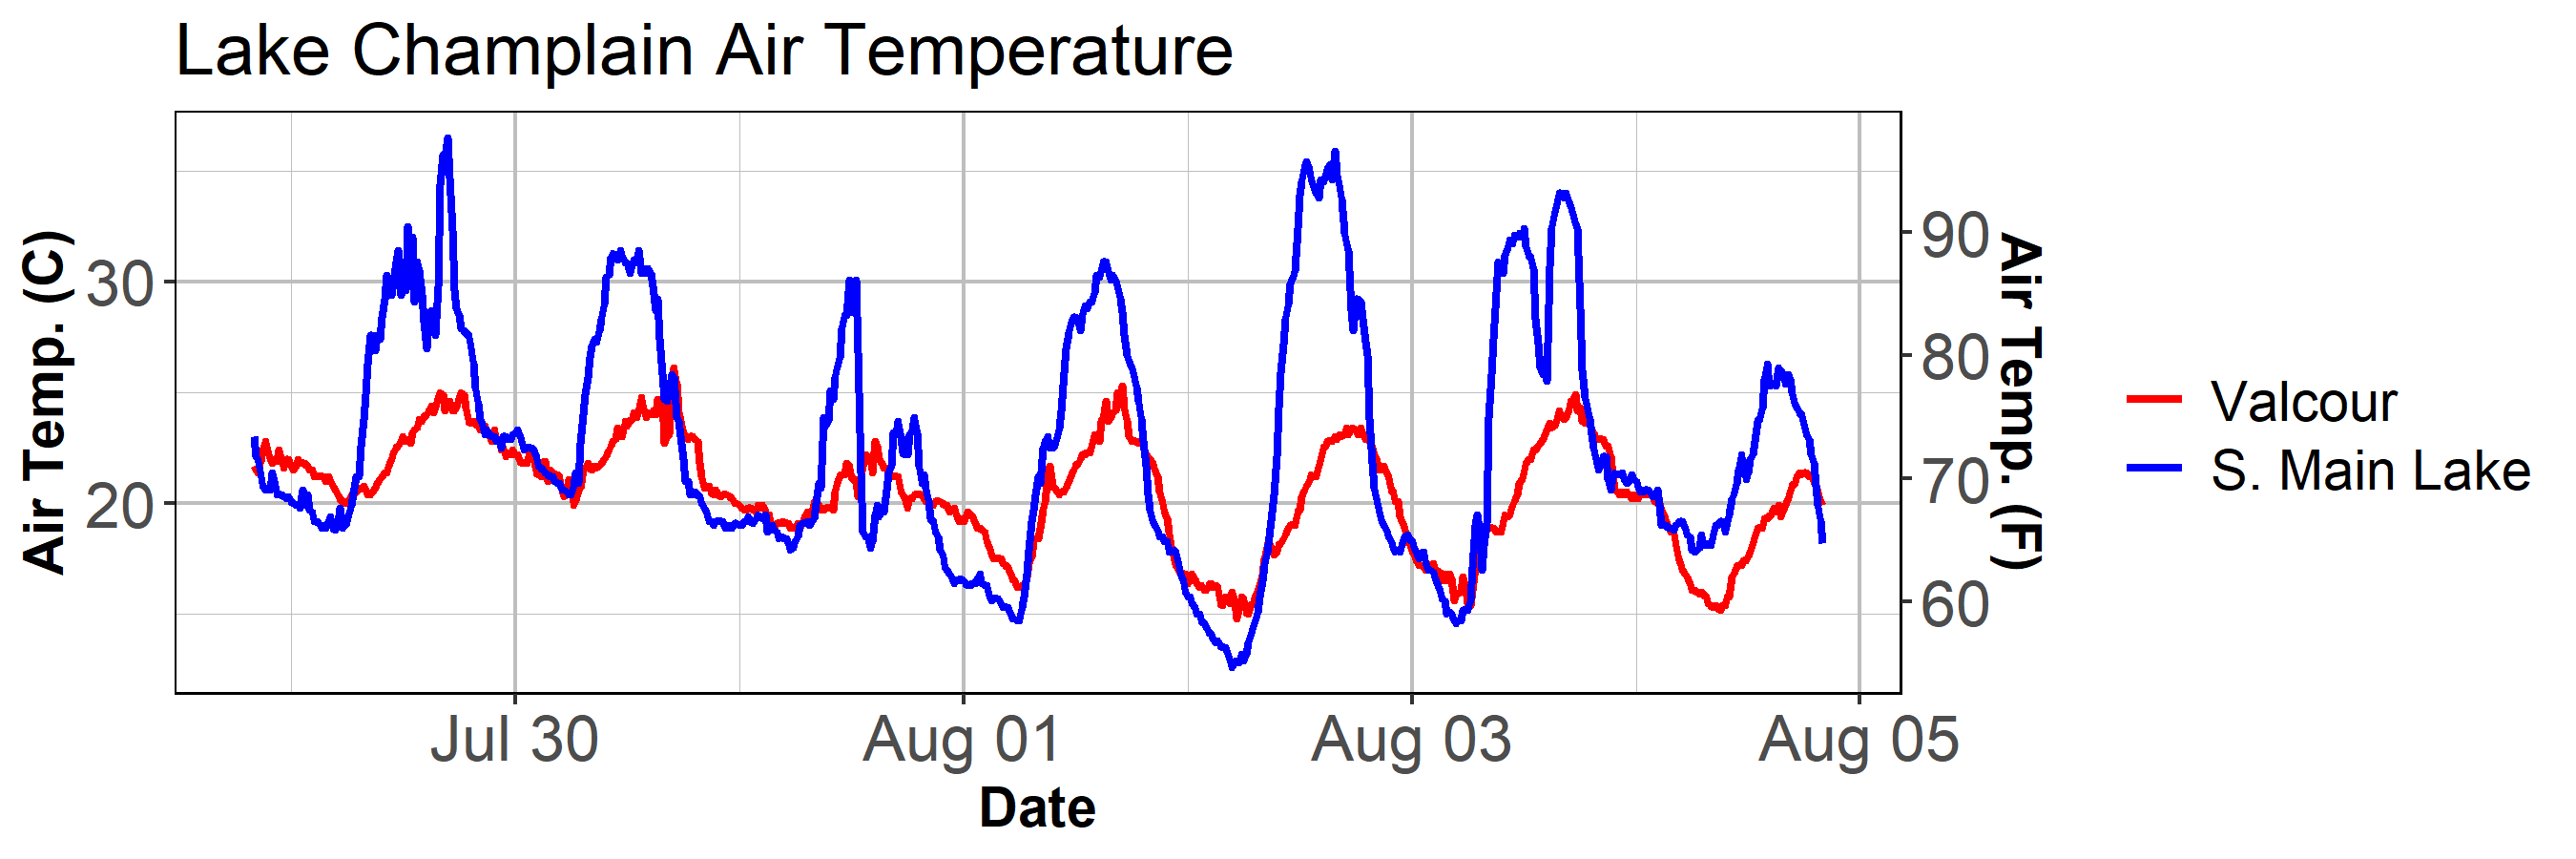 Lake Champlain Air Temperature
Air Temp. (C)
30
20
90
80
70
60
Air Temp. (F)
Jul 30
Aug 01
Aug 03
Aug 05
Date
Valcour
S. Main Lake